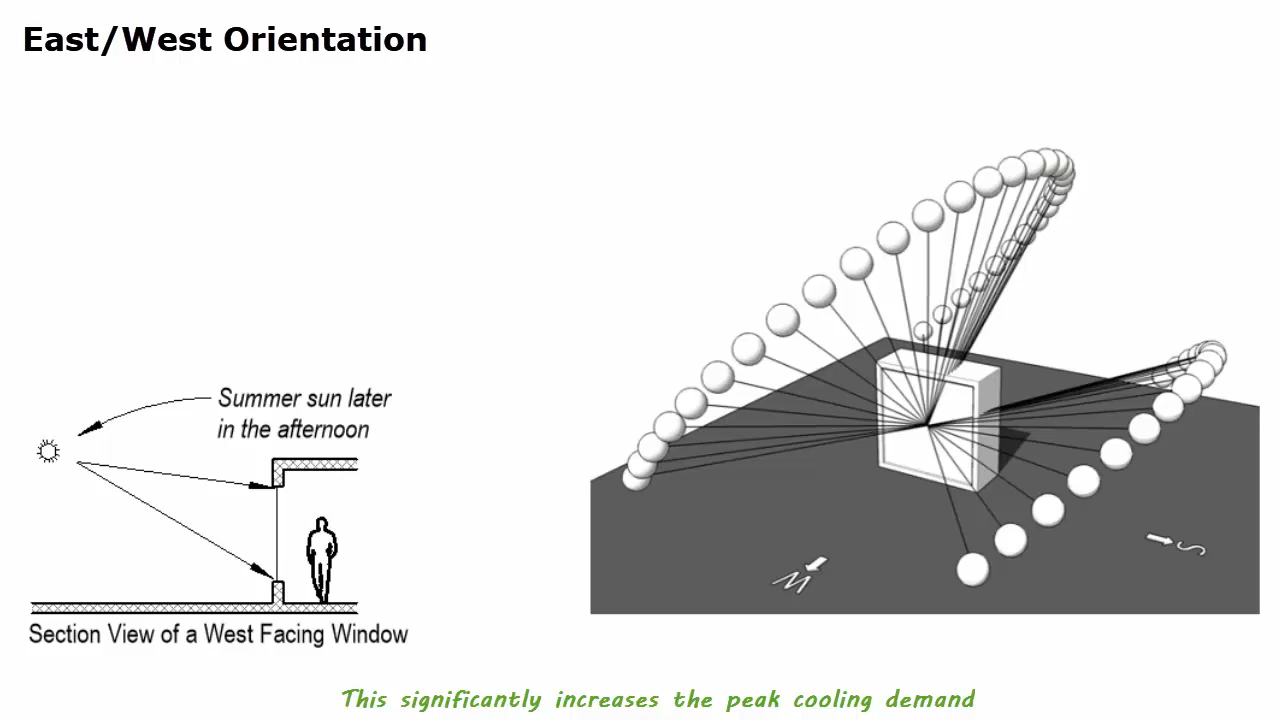 East/West Orientation
Summer sun later
in the afternoon
Section View of a West Facing Window
W
S
This significantly increases the peak cooling demand